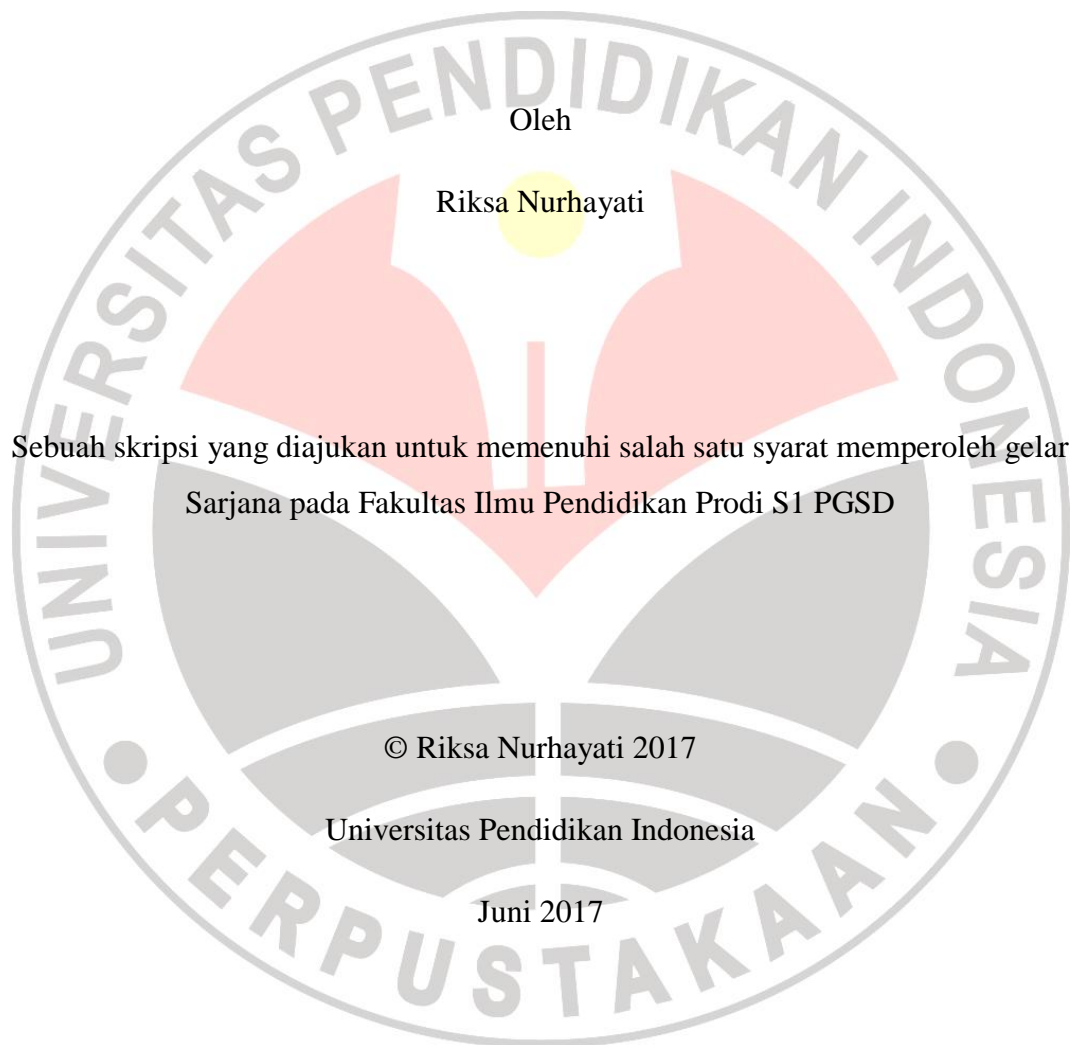 UNIVERSITAS PENDIDIKAN INDONESIA
Oleh
Riksa Nurhayati
Sebuah skripsi yang diajukan untuk memenuhi salah satu syarat memperoleh gelar
Sarjana pada Fakultas Ilmu Pendidikan Prodi S1 PGSD
© Riksa Nurhayati 2017
Universitas Pendidikan Indonesia
Juni 2017
PERPUSTAKAAN